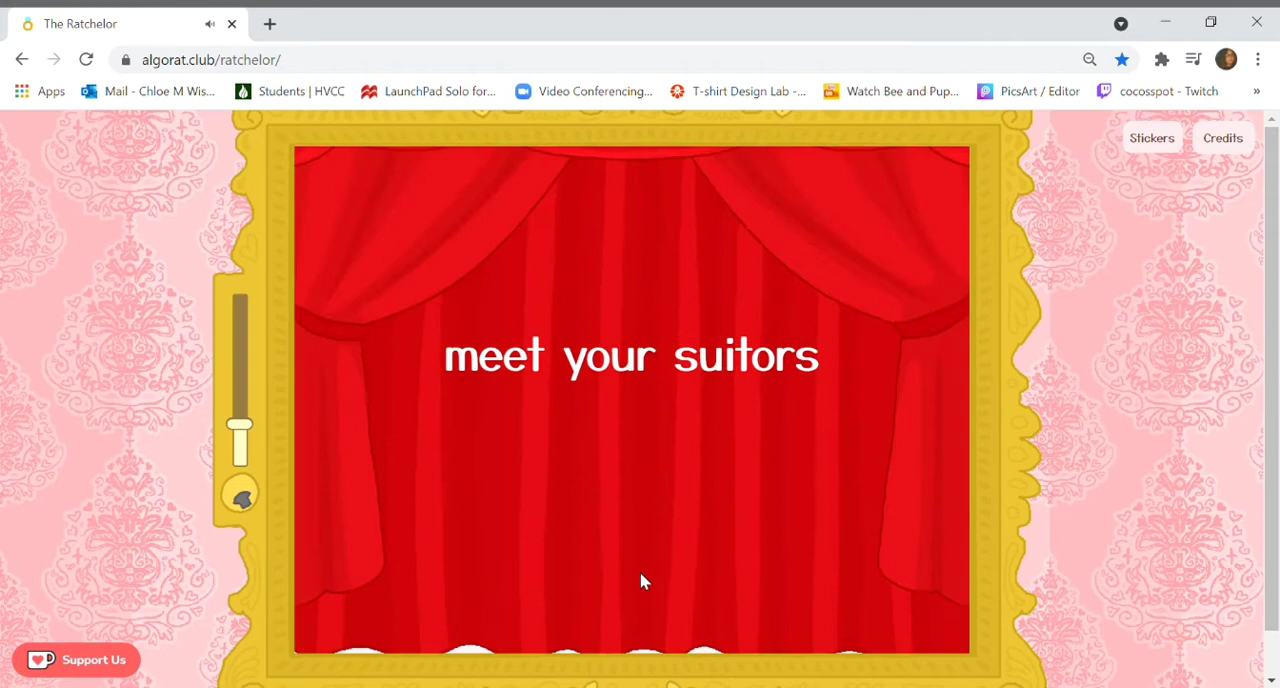 The Ratchelor
algorat.club/ratchelor/
Apps
Mail - Chloe M Wis...
Students | HVCC
LaunchPad Solo for...
Video Conferencing...
T-shirt Design Lab -...
Watch Bee and Pup...
PicsArt / Editor
cocosspot - Twitch
»
Stickers
Credits
meet your suitors
Support Us